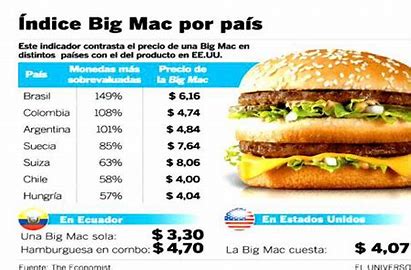 Índice Big Mac por país
Este indicador contrasta el precio de una Big Mac en
distintos países con el del producto en EE.UU.
País Monedas más sobrevaluadas Precio de la Big Mac
Brasil 149% $ 6,16
Colombia 108% $ 4,74
Argentina 101% $ 4,84
Suecia 85% $ 7,64
Suiza 63% $ 8,06
Chile 58% $ 4,00
Hungría 57% $ 4,04
En Ecuador
Una Big Mac sola: $ 3,30
Hamburguesa en combo: $ 4,70
En Estados Unidos
La Big Mac cuesta: $ 4,07
Fuente: The Economist
EL UNIVERSO